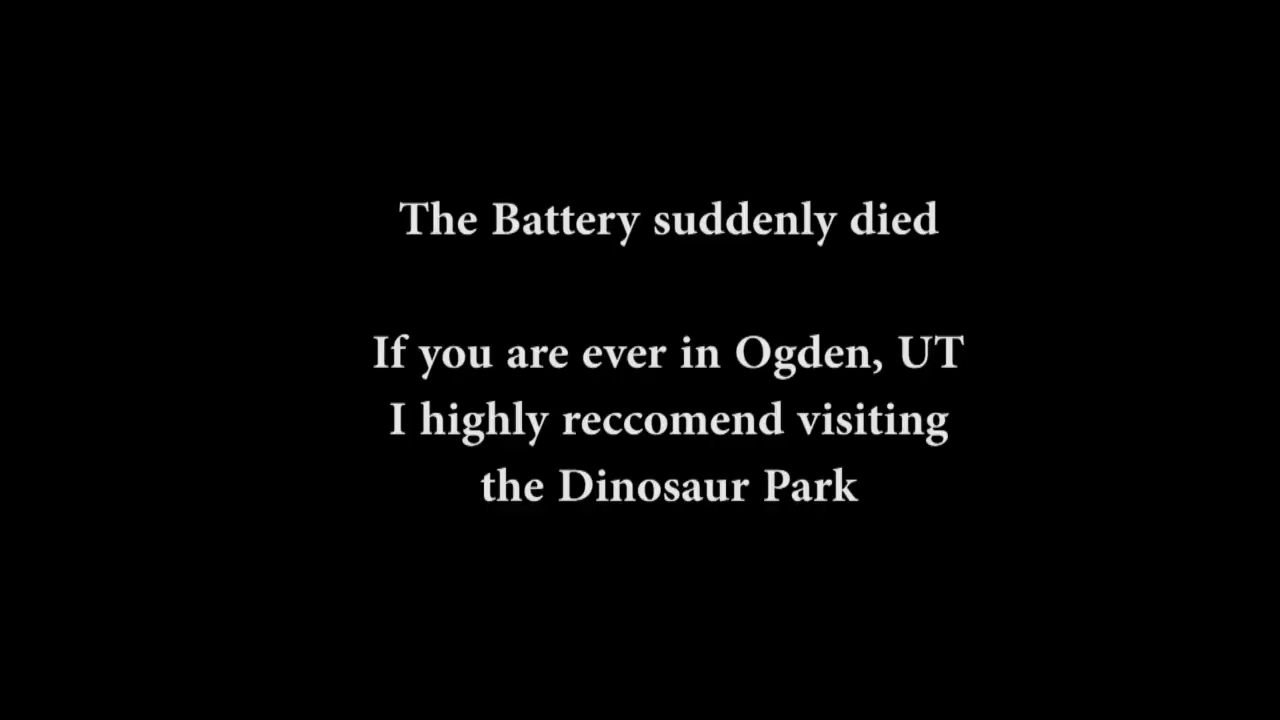 The Battery suddenly died
If you are ever in Ogden, UT
I highly reccomend visiting
the Dinosaur Park